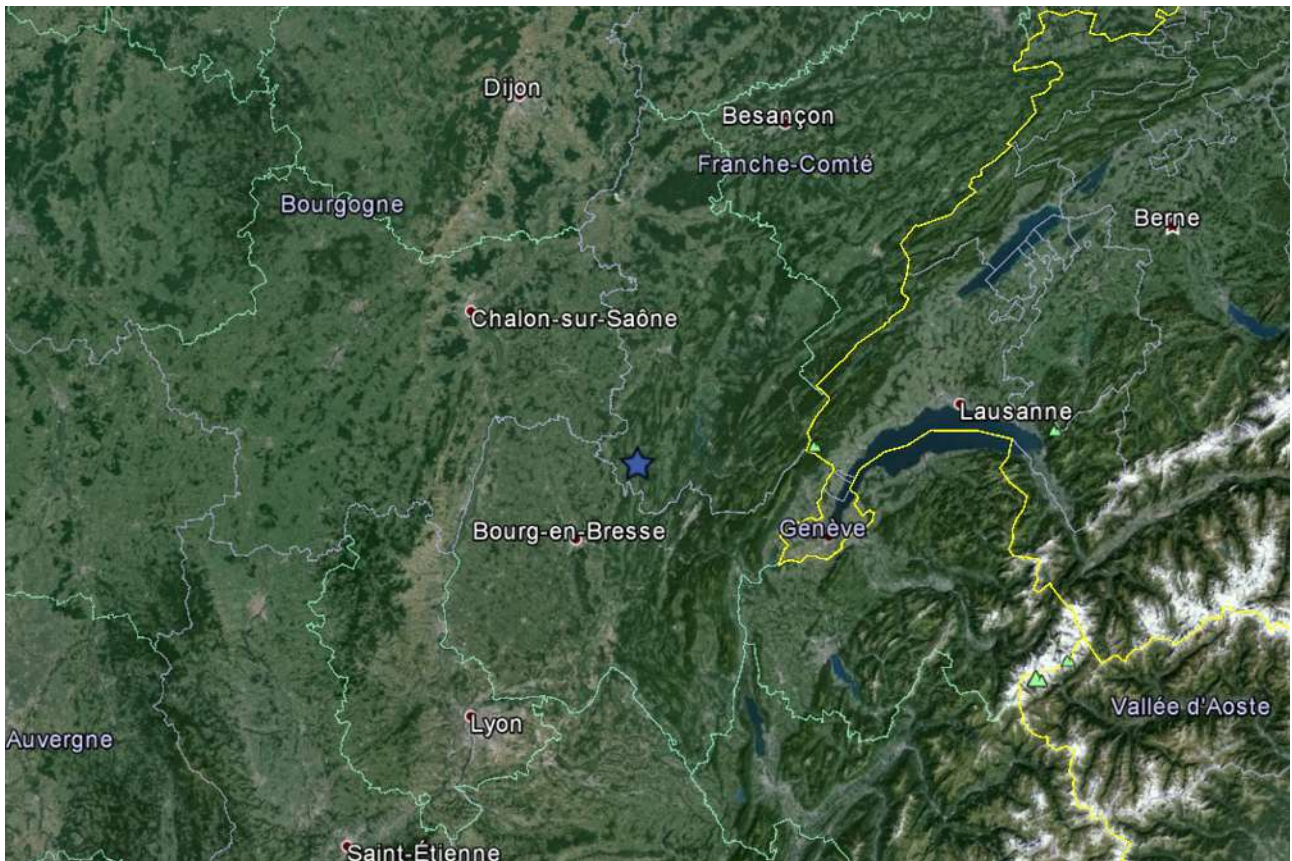 Dijon
Besançon
Franche-Comté
Bourgogne
Berne
Chalon-sur-Saône
Lausanne
Genève
Bourg-en-Bresse
Vallée d'Aoste
Lyon
Auvergne
Saint-Étienne